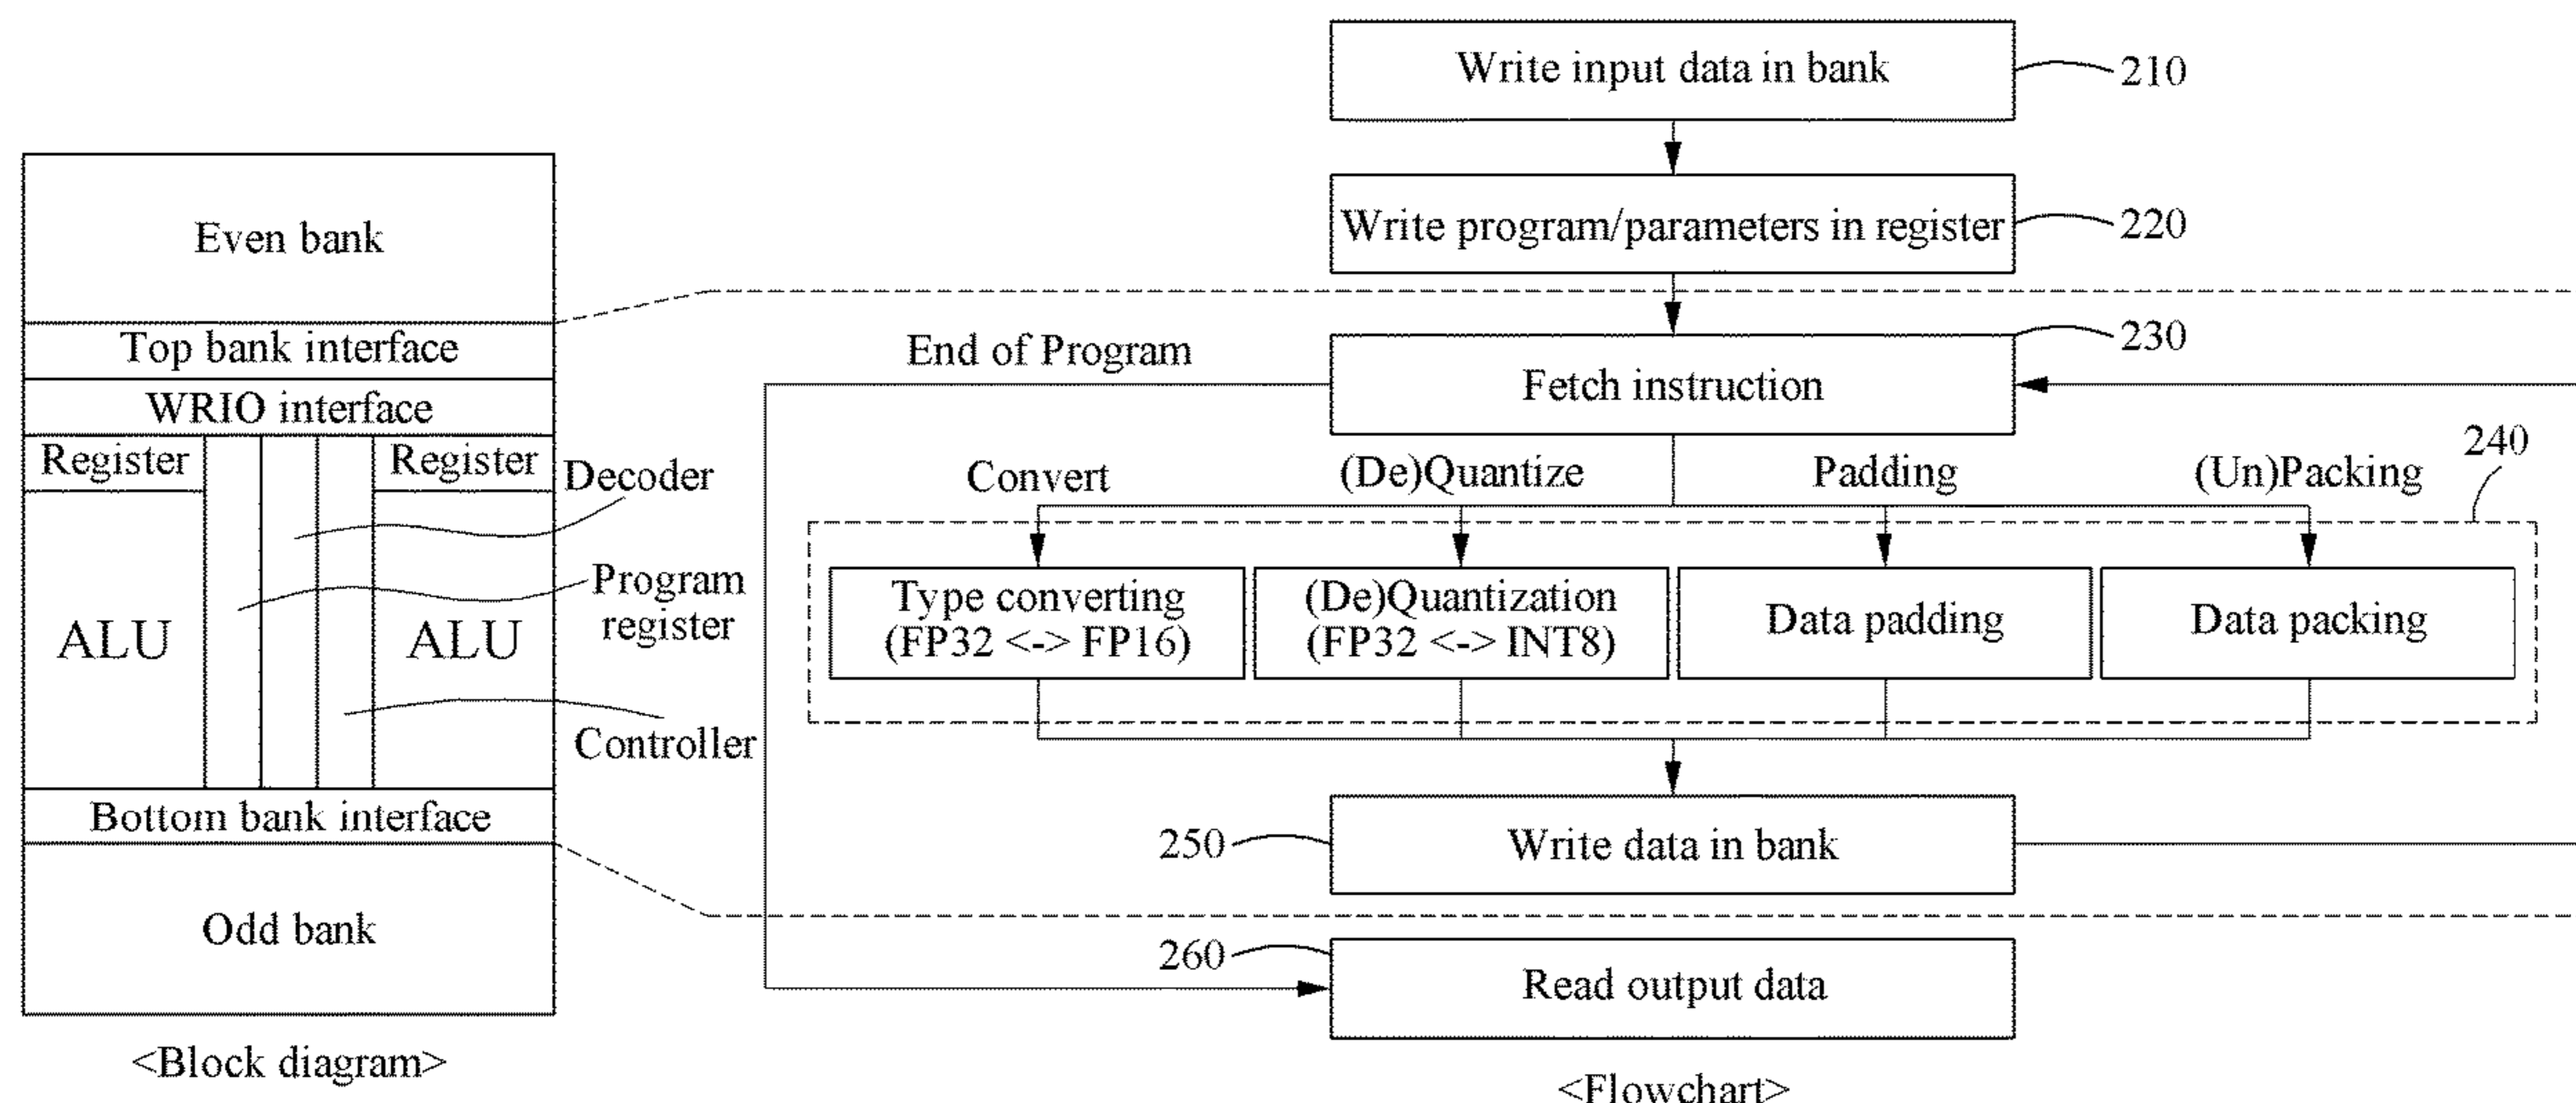 Even bank
Top bank interface
WRIO interface
Register
Register
Decoder
Program
register
ALU
ALU
Controller
Bottom bank interface
Odd bank
<Block diagram>
Write input data in bank
210
Write program/parameters in register
220
End of Program
Fetch instruction
230
Convert
(De)Quantize
Padding
(Un)Packing
240
Type converting
(FP32 <-> FP16)
(De)Quantization
(FP32 <-> INT8)
Data padding
Data packing
250
Write data in bank
260
Read output data
<Flowchart>